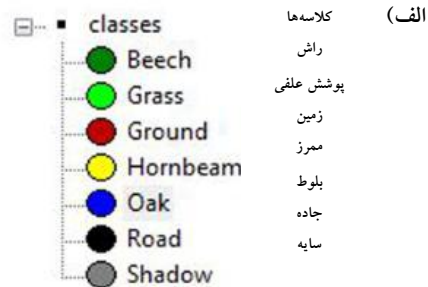 الف)
classes کلاسه‌ها
Beech راش
Grass پوشش علفی
Ground زمین
Hornbeam ممرز
Oak بلوط
Road جاده
Shadow سایه